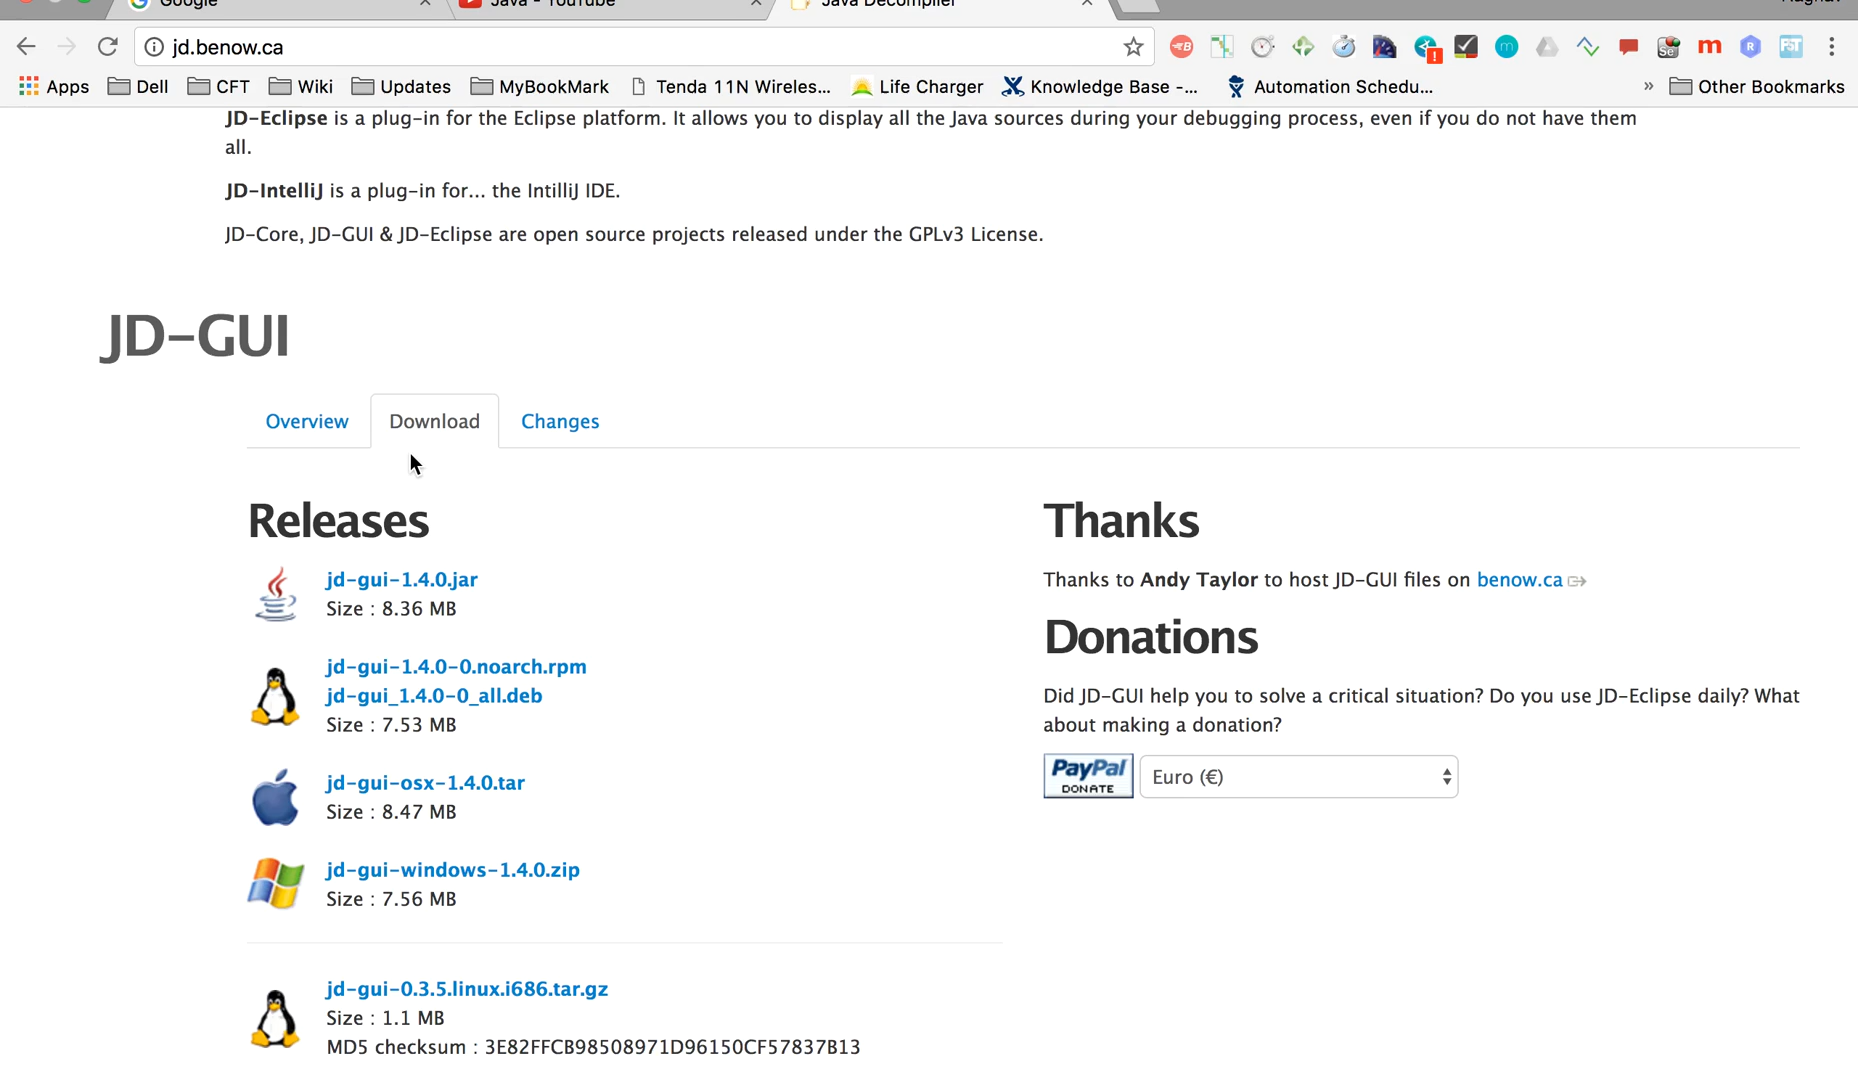 Google
Java - YouTube
Java Decompiler
jd.benow.ca
Apps
Dell
CFT
Wiki
Updates
MyBookMark
Tenda 11N Wireles...
Life Charger
Knowledge Base -...
Automation Schedu...
»
Other Bookmarks
JD-Eclipse is a plug-in for the Eclipse platform. It allows you to display all the Java sources during your debugging process, even if you do not have them
all.
JD-IntelliJ is a plug-in for... the IntilliJ IDE.
JD-Core, JD-GUI & JD-Eclipse are open source projects released under the GPLv3 License.
JD-GUI
Overview
Download
Changes
Releases
jd-gui-1.4.0.jar
Size : 8.36 MB
jd-gui-1.4.0-0.noarch.rpm
jd-gui_1.4.0-0_all.deb
Size : 7.53 MB
jd-gui-osx-1.4.0.tar
Size : 8.47 MB
jd-gui-windows-1.4.0.zip
Size : 7.56 MB
jd-gui-0.3.5.linux.i686.tar.gz
Size : 1.1 MB
MD5 checksum : 3E82FFCB98508971D96150CF57837B13
Thanks
Thanks to Andy Taylor to host JD-GUI files on benow.ca
Donations
Did JD-GUI help you to solve a critical situation? Do you use JD-Eclipse daily? What
about making a donation?
PayPal
DONATE
Euro (€)